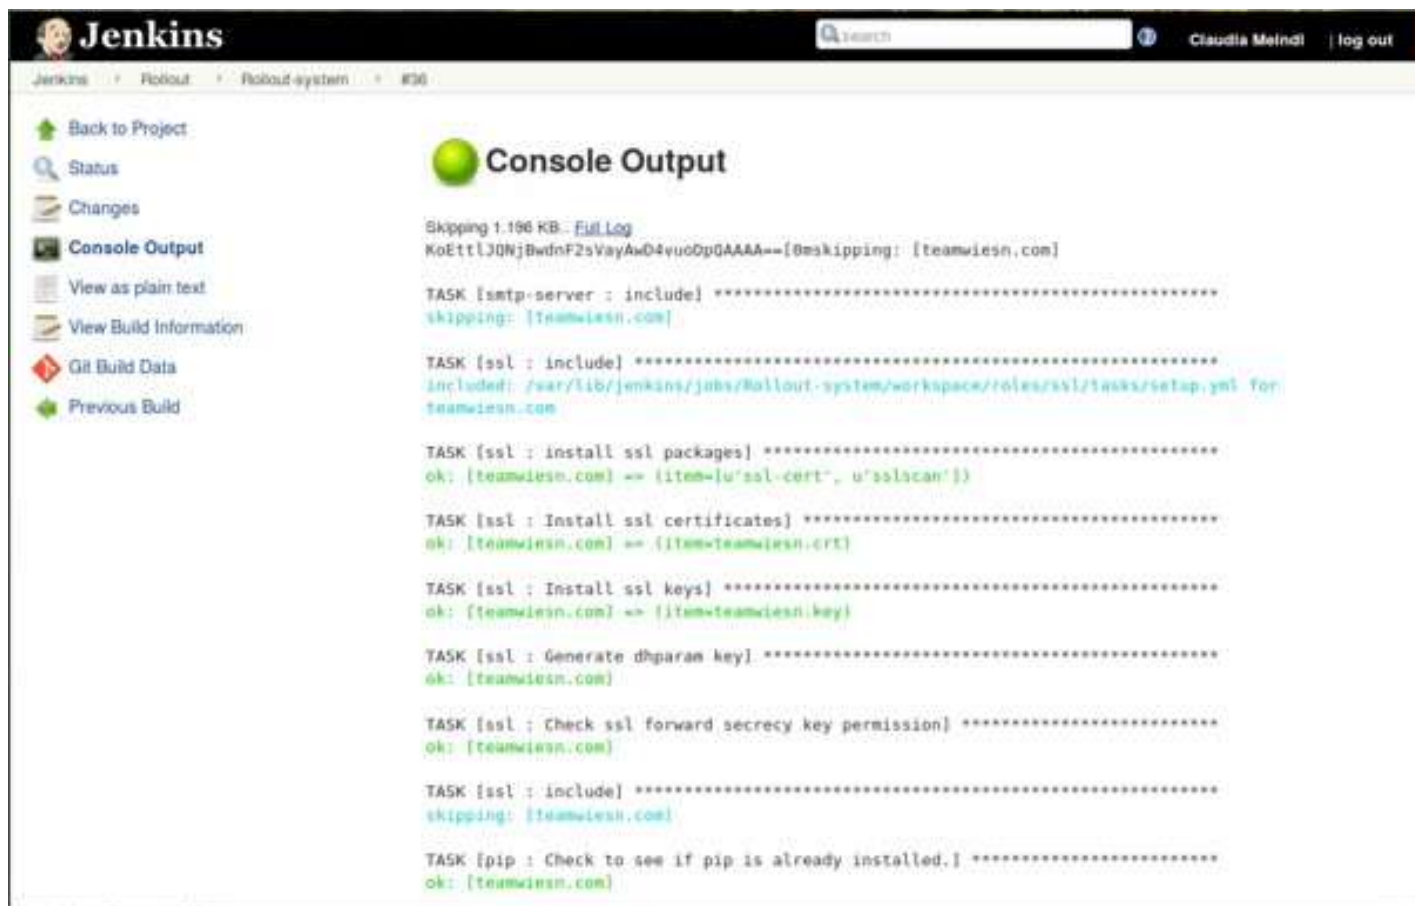 Jenkins
search
Claudia Meindl | log out
Jenkins Rollout Rollout-system #36
Back to Project
Status
Changes
Console Output
View as plain text
View Build Information
Git Build Data
Previous Build
Console Output
Skipping 1.196 KB.. Full Log
[0mskipping: [teamwiesn.com]
TASK [smtp-server : include] ***************************************************
skipping: [teamwiesn.com]
TASK [ssl : include] ***********************************************************
included: /var/lib/jenkins/jobs/Rollout-system/workspace/roles/ssl/tasks/setup.yml for
teamwiesn.com
TASK [ssl : install ssl packages] **********************************************
ok: [teamwiesn.com] => (item=[u'ssl-cert', u'sslscan'])
TASK [ssl : Install ssl certificates] ******************************************
ok: [teamwiesn.com] => (item=teamwiesn.crt)
TASK [ssl : Install ssl keys] **************************************************
ok: [teamwiesn.com] => (item=teamwiesn.key)
TASK [ssl : Generate dhparam key] **********************************************
ok: [teamwiesn.com]
TASK [ssl : Check ssl forward secrecy key permission] **************************
ok: [teamwiesn.com]
TASK [ssl : include] ***********************************************************
skipping: [teamwiesn.com]
TASK [pip : Check to see if pip is already installed.] *************************
ok: [teamwiesn.com]